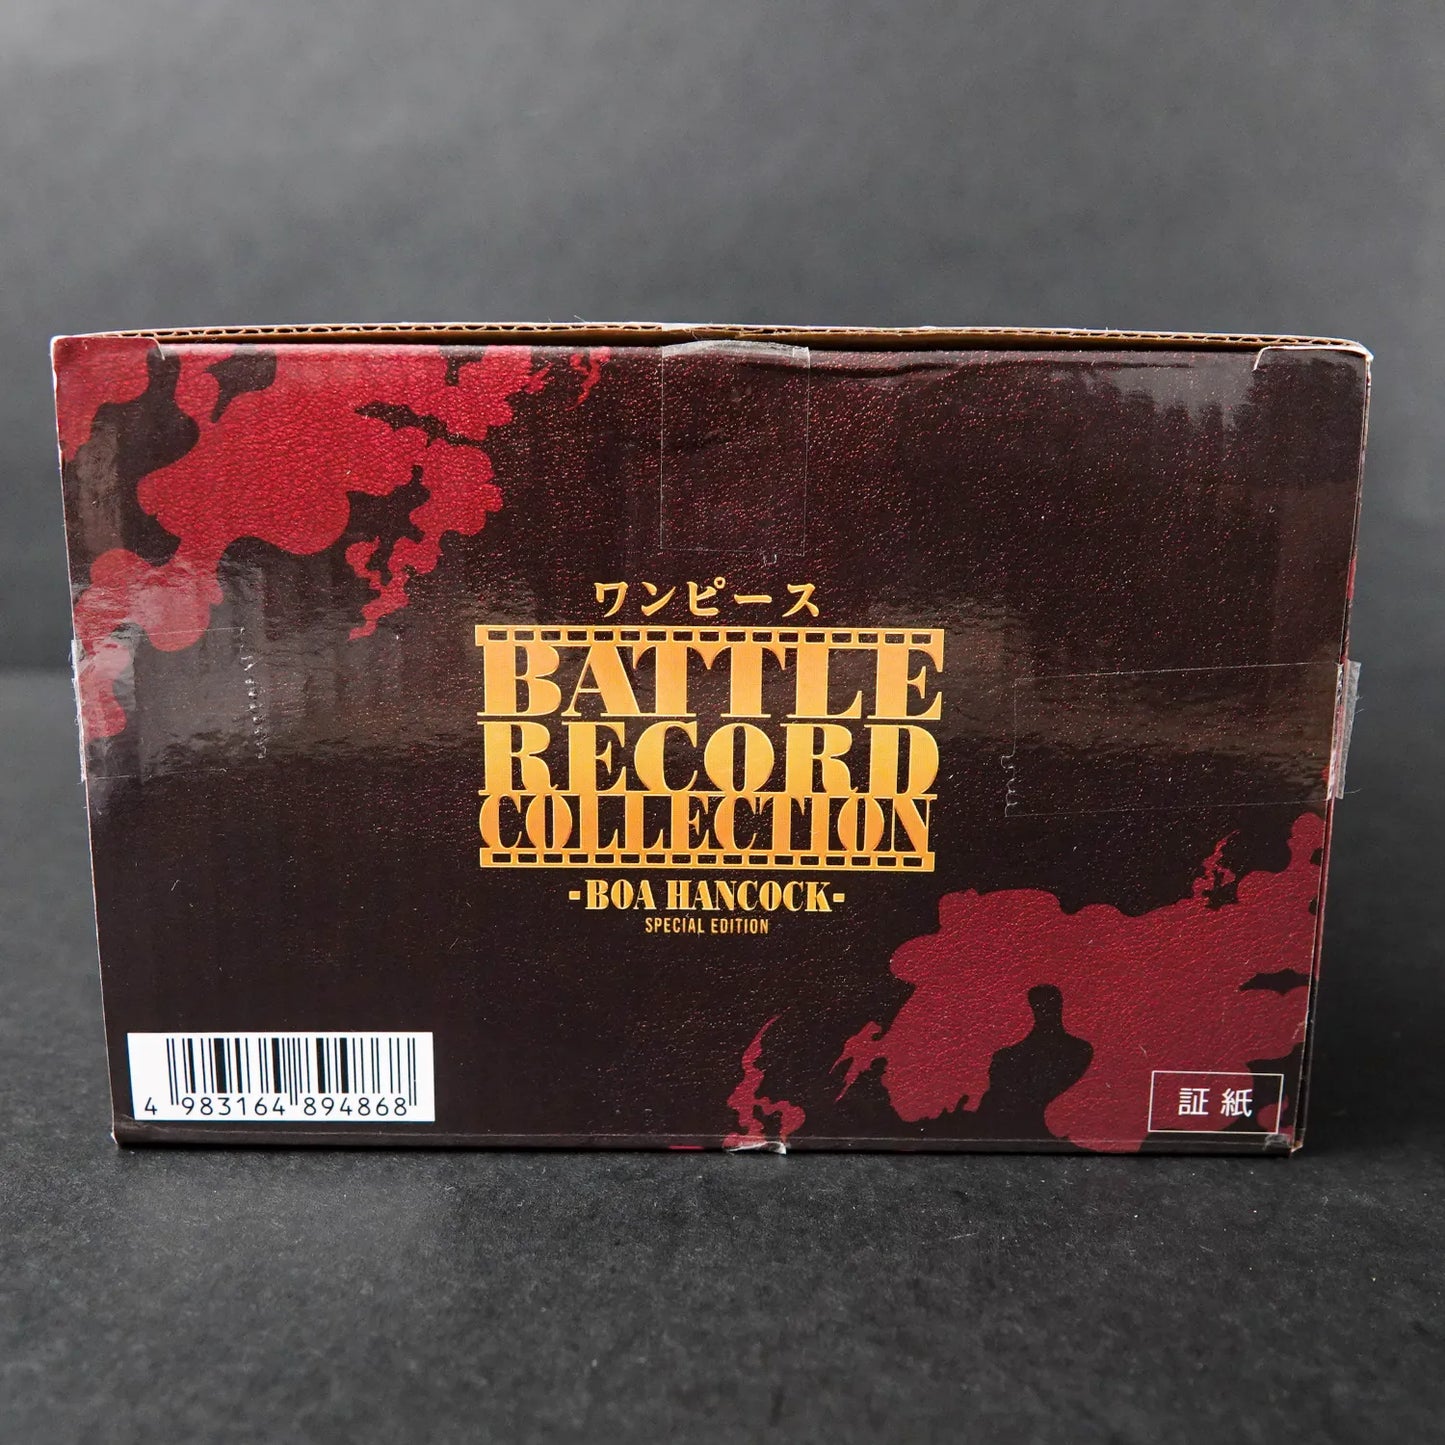 ワンピース
BATTLE
RECORD
COLLECTION
-BOA HANCOCK-
SPECIAL EDITION
4 983164 894868
証紙